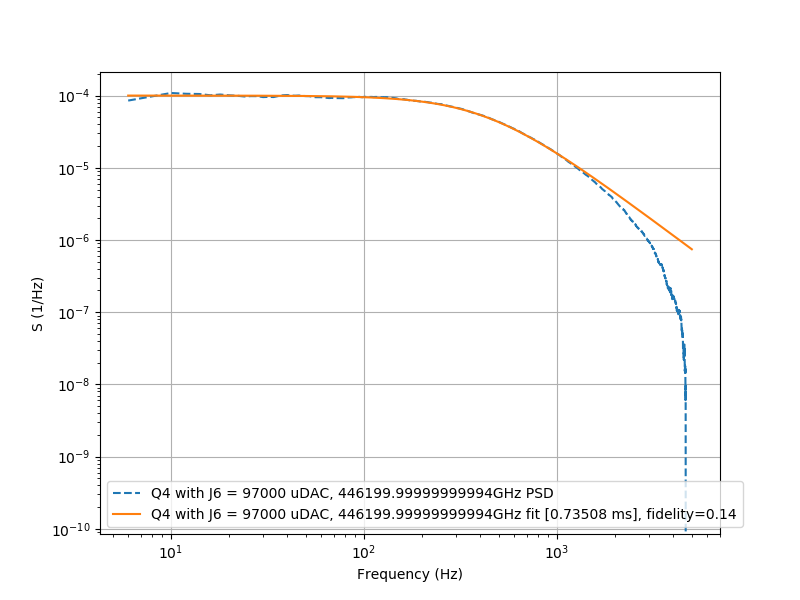 10⁻⁴
10⁻⁵
10⁻⁶
10⁻⁷
10⁻⁸
10⁻⁹
10⁻¹⁰
S (1/Hz)
Q4 with J6 = 97000 uDAC, 446199.99999999994GHz PSD
Q4 with J6 = 97000 uDAC, 446199.99999999994GHz fit [0.73508 ms], fidelity=0.14
10¹ 10² 10³
Frequency (Hz)